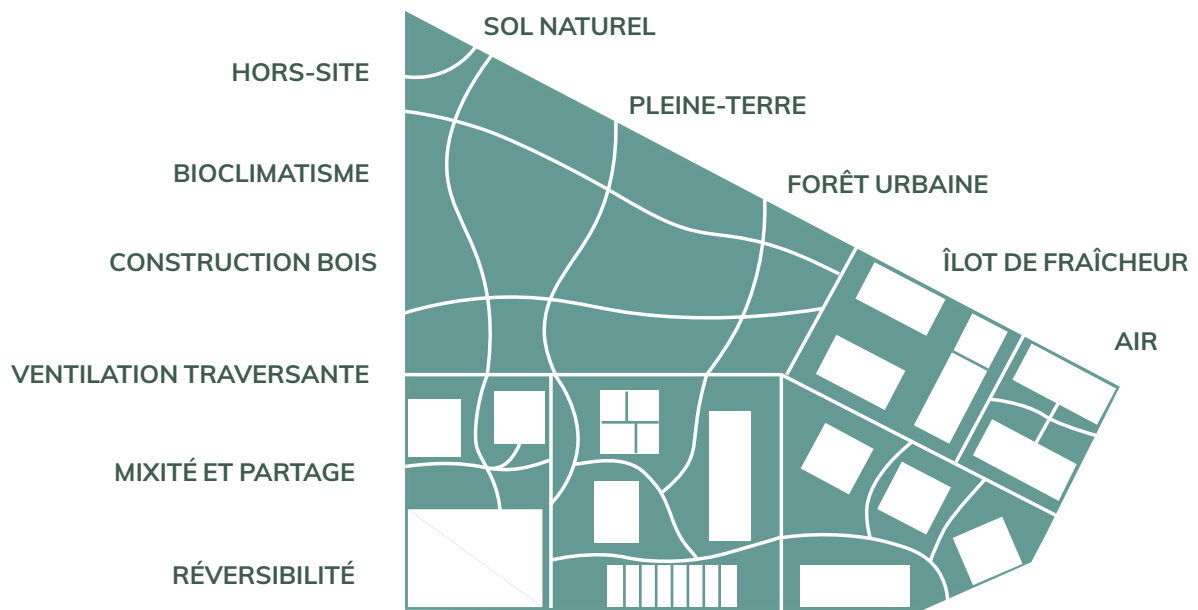 SOL NATUREL
HORS-SITE
PLEINE-TERRE
BIOCLIMATISME
FORÊT URBAINE
CONSTRUCTION BOIS
ÎLOT DE FRAÎCHEUR
AIR
VENTILATION TRAVERSANTE
MIXITÉ ET PARTAGE
RÉVERSIBILITÉ